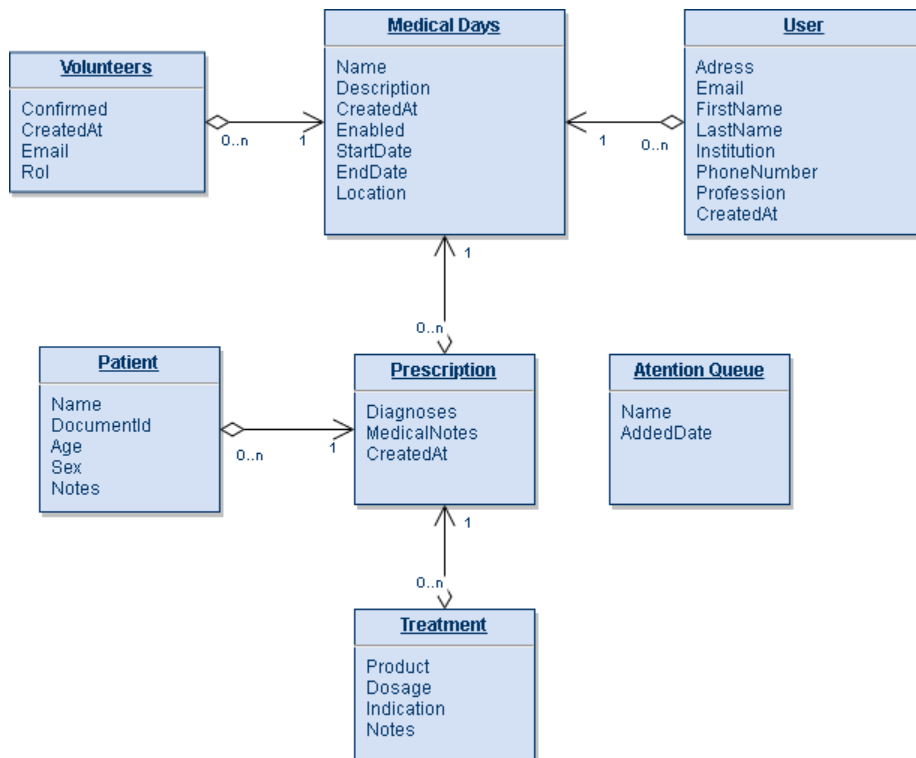 Medical Days
Name
Description
CreatedAt
Enabled
StartDate
EndDate
Location
User
Adress
Email
FirstName
LastName
Institution
PhoneNumber
Profession
CreatedAt
Volunteers
Confirmed
CreatedAt
Email
Rol
0..n
1
1
0..n
1
0..n
Patient
Name
DocumentId
Age
Sex
Notes
0..n
1
Prescription
Diagnoses
MedicalNotes
CreatedAt
Atention Queue
Name
AddedDate
1
0..n
Treatment
Product
Dosage
Indication
Notes